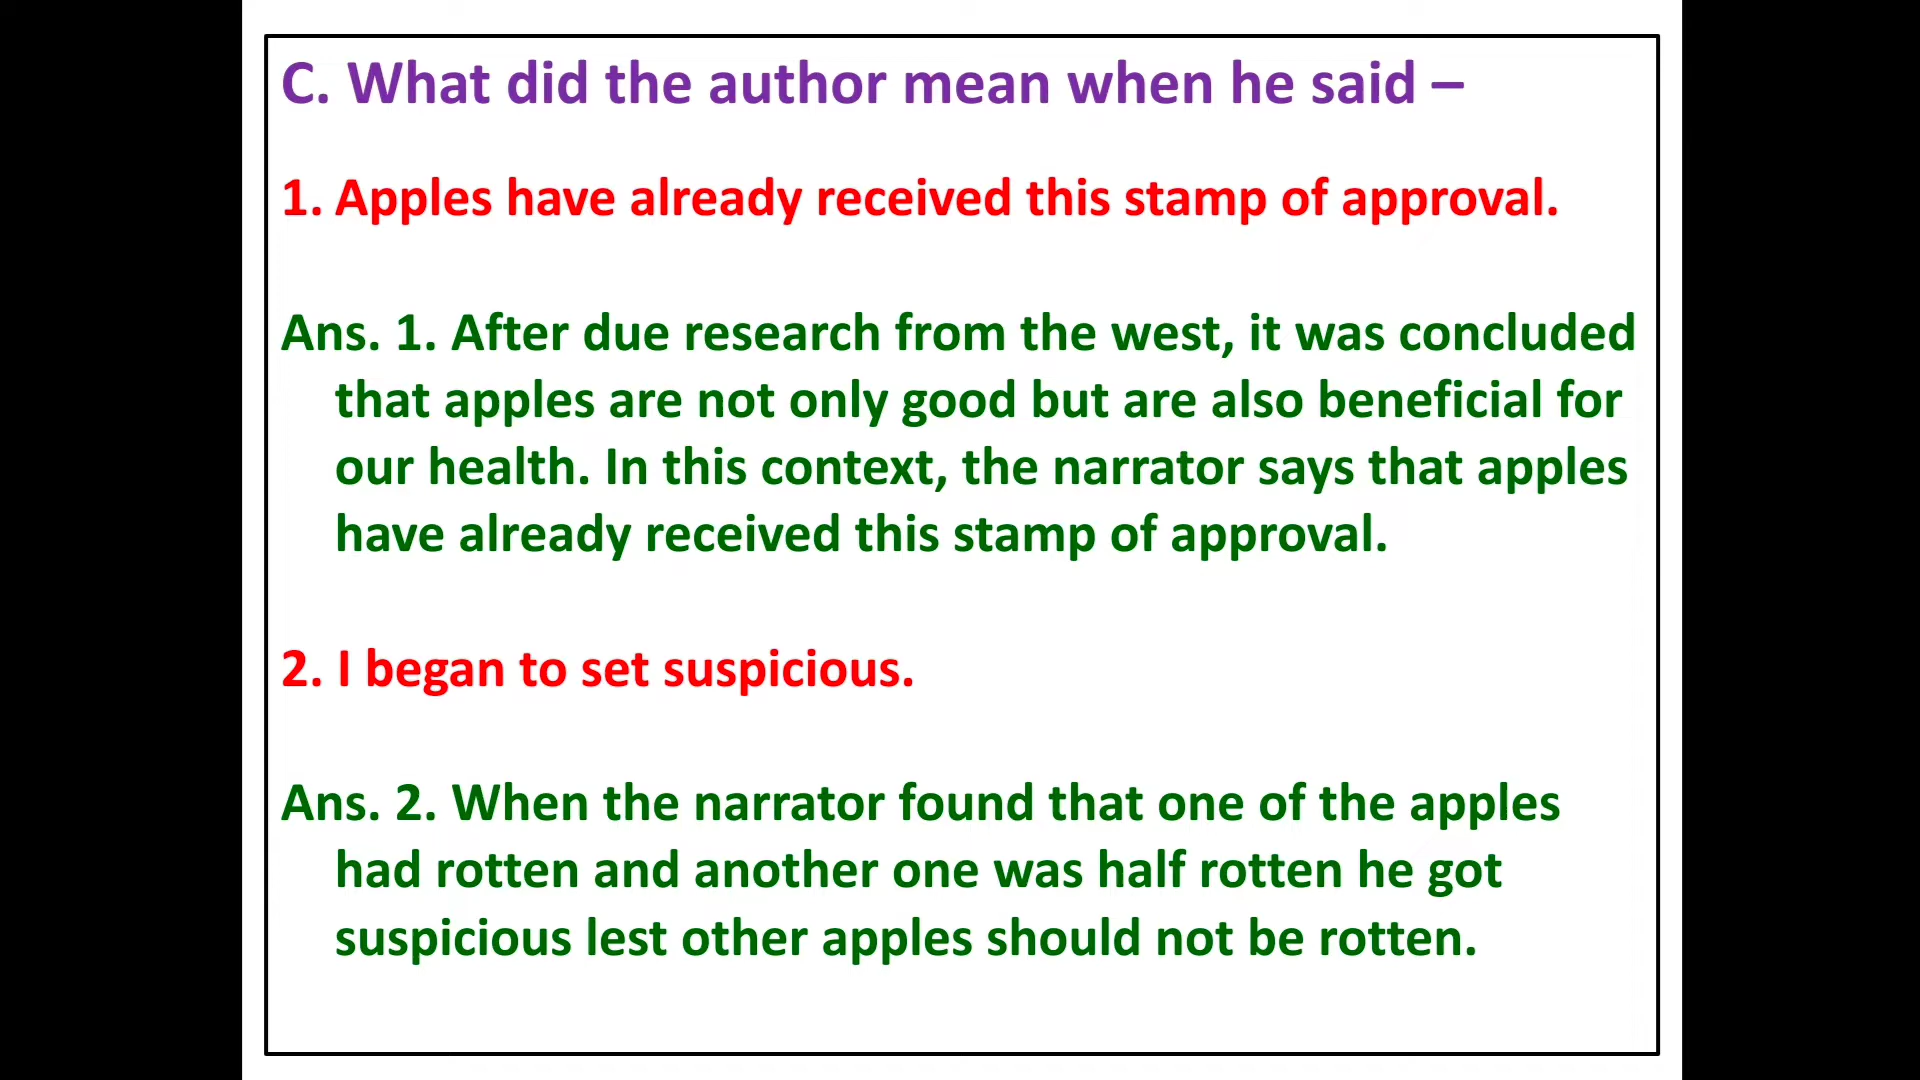 C. What did the author mean when he said –
1. Apples have already received this stamp of approval.
Ans. 1. After due research from the west, it was concluded
that apples are not only good but are also beneficial for
our health. In this context, the narrator says that apples
have already received this stamp of approval.
2. I began to set suspicious.
Ans. 2. When the narrator found that one of the apples
had rotten and another one was half rotten he got
suspicious lest other apples should not be rotten.